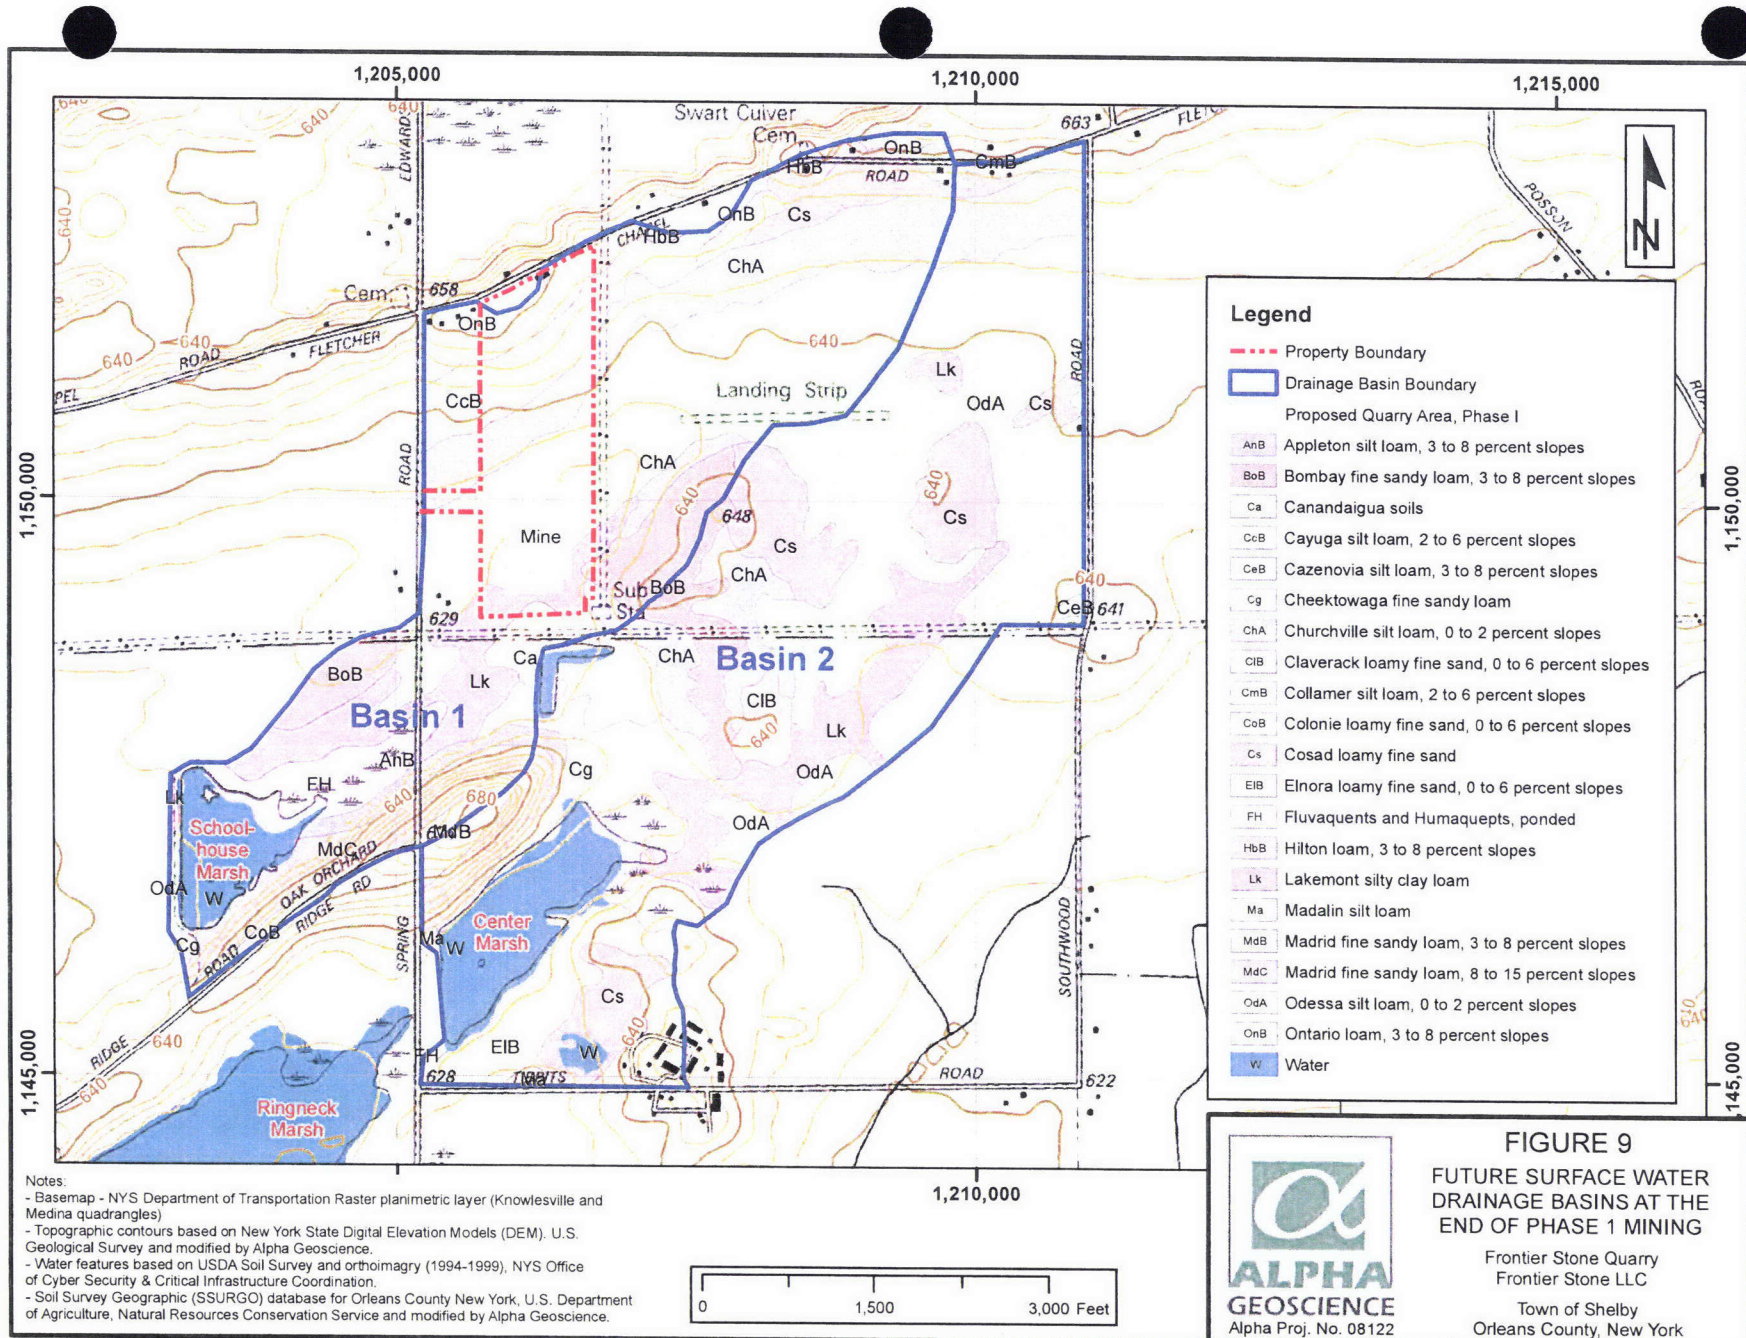 1,205,000
1,210,000
1,215,000
640
640
640
Swart Culver
Cem
663
EDWARDS
OnB
CmB
HbB
ROAD
POSSON
640
OnB
Cs
CHAPEL
HbB
ChA
Cem.
658
OnB
640
640
ROAD
FLETCHER
640
ROAD
Lk
Landing Strip
CcB
OdA
Cs
PEL
ROAD
ChA
1,150,000
640
640
648
Cs
1,150,000
Mine
Cs
ChA
640
Sub
Sta
BoB
CeB
641
629
Ca
ChA
Basin 2
BoB
Lk
ClB
Basin 1
640
Lk
AnB
Cg
OdA
FH
Lk
640
680
School-
house
Marsh
MdB
OdA
MdC
OAK ORCHARD
RIDGE
RD
OdA
W
Center
Marsh
CoB
Cg
ROAD
SPRING
Ma
W
SOUTHWOOD
Cs
640
640
RIDGE
640
ElB
W
628
TIBBITS
ROAD
622
640
1,145,000
1,145,000
Ringneck
Marsh
1,210,000
Legend
Property Boundary
Drainage Basin Boundary
Proposed Quarry Area, Phase I
AnB Appleton silt loam, 3 to 8 percent slopes
BoB Bombay fine sandy loam, 3 to 8 percent slopes
Ca Canandaigua soils
CcB Cayuga silt loam, 2 to 6 percent slopes
CeB Cazenovia silt loam, 3 to 8 percent slopes
Cg Cheektowaga fine sandy loam
ChA Churchville silt loam, 0 to 2 percent slopes
ClB Claverack loamy fine sand, 0 to 6 percent slopes
CmB Collamer silt loam, 2 to 6 percent slopes
CoB Colonie loamy fine sand, 0 to 6 percent slopes
Cs Cosad loamy fine sand
ElB Elnora loamy fine sand, 0 to 6 percent slopes
FH Fluvaquents and Humaquepts, ponded
HbB Hilton loam, 3 to 8 percent slopes
Lk Lakemont silty clay loam
Ma Madalin silt loam
MdB Madrid fine sandy loam, 3 to 8 percent slopes
MdC Madrid fine sandy loam, 8 to 15 percent slopes
OdA Odessa silt loam, 0 to 2 percent slopes
OnB Ontario loam, 3 to 8 percent slopes
W Water
N
Notes:
- Basemap - NYS Department of Transportation Raster planimetric layer (Knowlesville and
Medina quadrangles)
- Topographic contours based on New York State Digital Elevation Models (DEM). U.S.
Geological Survey and modified by Alpha Geoscience.
- Water features based on USDA Soil Survey and orthoimagry (1994-1999), NYS Office
of Cyber Security & Critical Infrastructure Coordination.
- Soil Survey Geographic (SSURGO) database for Orleans County New York, U.S. Department
of Agriculture, Natural Resources Conservation Service and modified by Alpha Geoscience.
0 1,500 3,000 Feet
ALPHA
GEOSCIENCE
Alpha Proj. No. 08122
FIGURE 9
FUTURE SURFACE WATER
DRAINAGE BASINS AT THE
END OF PHASE 1 MINING
Frontier Stone Quarry
Frontier Stone LLC
Town of Shelby
Orleans County, New York